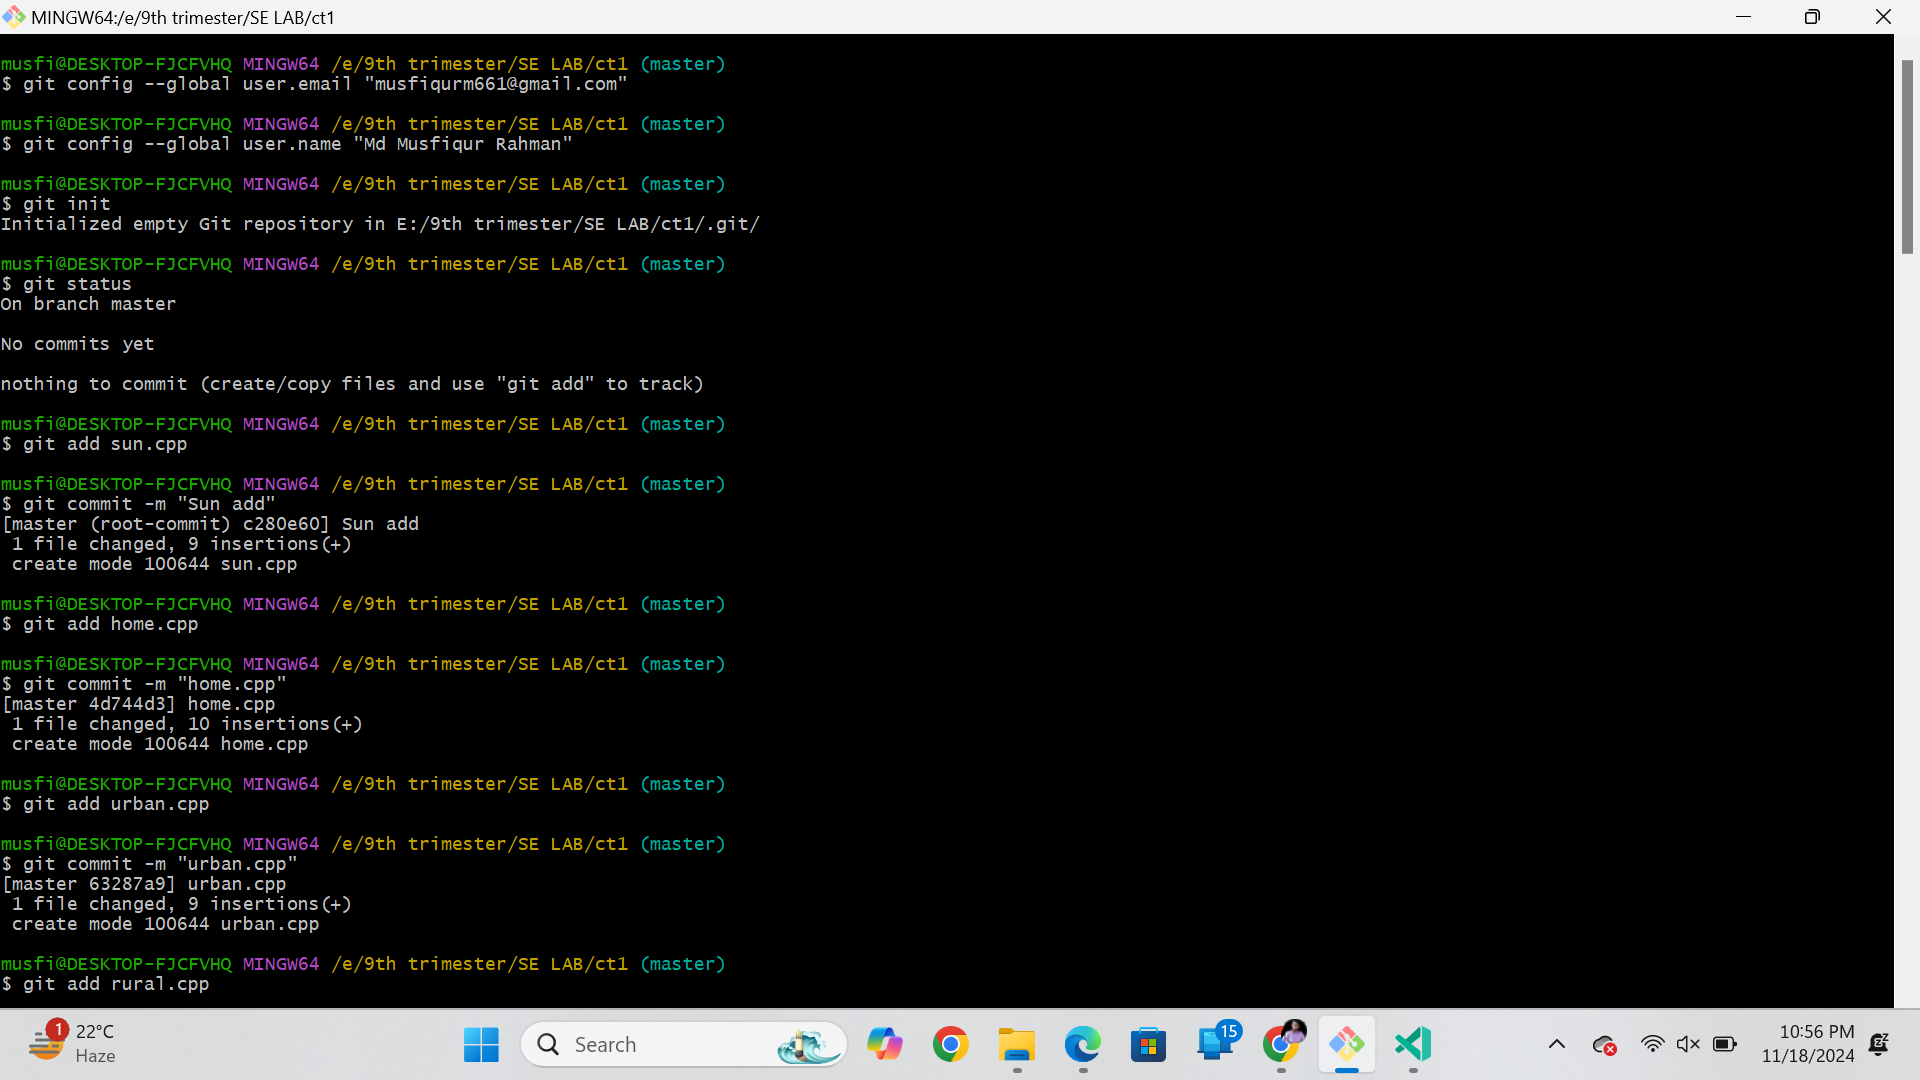 MINGW64:/e/9th trimester/SE LAB/ct1
musfi@DESKTOP-FJCFVHQ MINGW64 /e/9th trimester/SE LAB/ct1 (master)
$ git config --global user.email "musfiqurm661@gmail.com"
musfi@DESKTOP-FJCFVHQ MINGW64 /e/9th trimester/SE LAB/ct1 (master)
$ git config --global user.name "Md Musfiqur Rahman"
musfi@DESKTOP-FJCFVHQ MINGW64 /e/9th trimester/SE LAB/ct1 (master)
$ git init
Initialized empty Git repository in E:/9th trimester/SE LAB/ct1/.git/
musfi@DESKTOP-FJCFVHQ MINGW64 /e/9th trimester/SE LAB/ct1 (master)
$ git status
On branch master
No commits yet
nothing to commit (create/copy files and use "git add" to track)
musfi@DESKTOP-FJCFVHQ MINGW64 /e/9th trimester/SE LAB/ct1 (master)
$ git add sun.cpp
musfi@DESKTOP-FJCFVHQ MINGW64 /e/9th trimester/SE LAB/ct1 (master)
$ git commit -m "Sun add"
[master (root-commit) c280e60] Sun add
1 file changed, 9 insertions(+)
create mode 100644 sun.cpp
musfi@DESKTOP-FJCFVHQ MINGW64 /e/9th trimester/SE LAB/ct1 (master)
$ git add home.cpp
musfi@DESKTOP-FJCFVHQ MINGW64 /e/9th trimester/SE LAB/ct1 (master)
$ git commit -m "home.cpp"
[master 4d744d3] home.cpp
1 file changed, 10 insertions(+)
create mode 100644 home.cpp
musfi@DESKTOP-FJCFVHQ MINGW64 /e/9th trimester/SE LAB/ct1 (master)
$ git add urban.cpp
musfi@DESKTOP-FJCFVHQ MINGW64 /e/9th trimester/SE LAB/ct1 (master)
$ git commit -m "urban.cpp"
[master 63287a9] urban.cpp
1 file changed, 9 insertions(+)
create mode 100644 urban.cpp
musfi@DESKTOP-FJCFVHQ MINGW64 /e/9th trimester/SE LAB/ct1 (master)
$ git add rural.cpp
1
22°C
Haze
Search
15
10:56 PM
11/18/2024